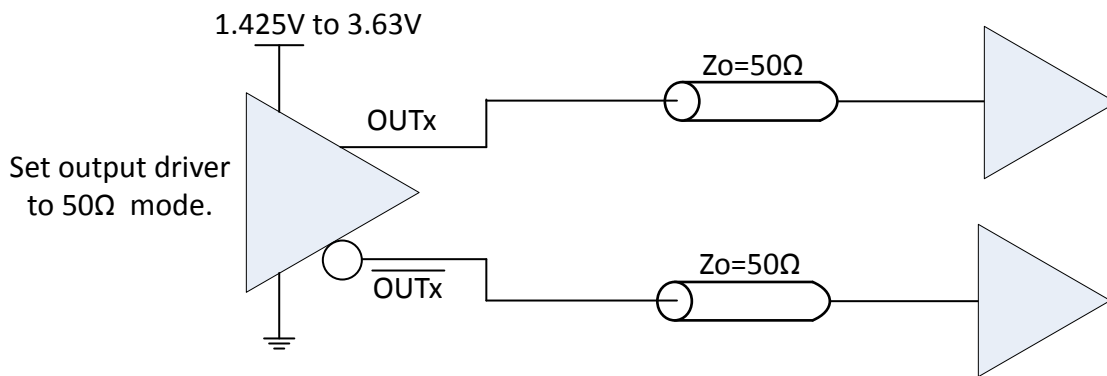 1.425V to 3.63V
Zo=50Ω
OUTx
Set output driver
to 50Ω mode.
Zo=50Ω
OUTx